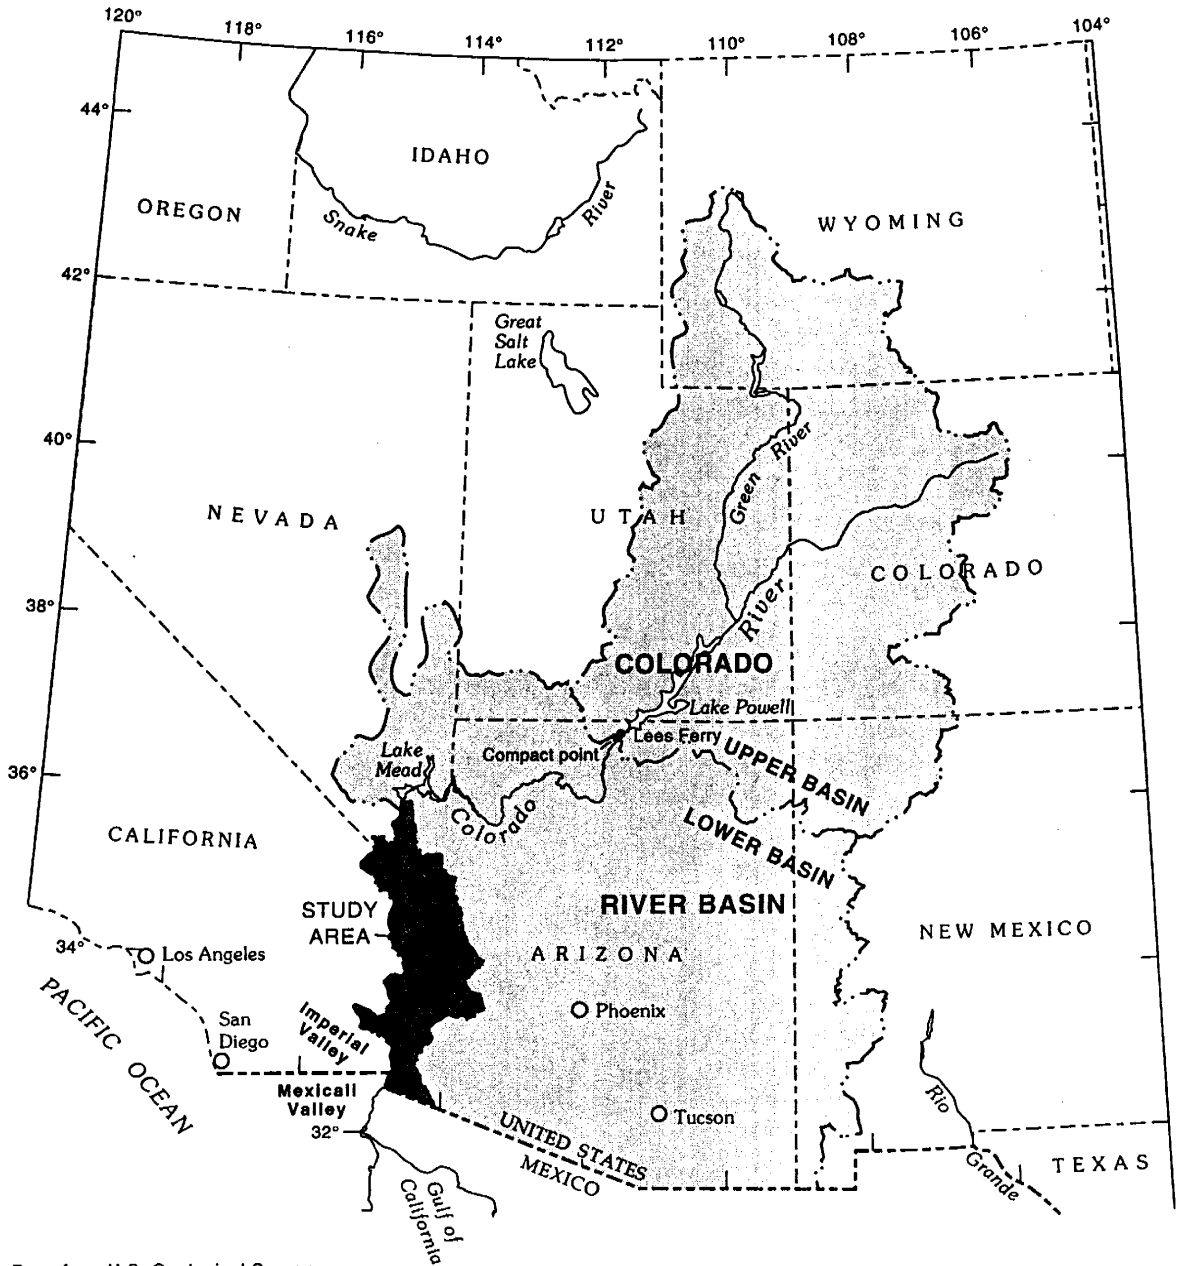 120°
118°
116°
114°
112°
110°
108°
106°
104°
44°
IDAHO
OREGON
Snake
River
WYOMING
42°
Great
Salt
Lake
40°
Green
River
NEVADA
UTAH
COLORADO
38°
River
COLORADO
Lake Powell
Lees Ferry
Compact point
Lake
Mead
36°
Colorado
UPPER BASIN
LOWER BASIN
CALIFORNIA
RIVER BASIN
STUDY
AREA
NEW MEXICO
ARIZONA
34°
Los Angeles
Phoenix
PACIFIC OCEAN
San
Diego
Imperial
Valley
Mexicali
Valley
Tucson
Rio
Grande
32°
UNITED STATES
MEXICO
TEXAS
Gulf of
California